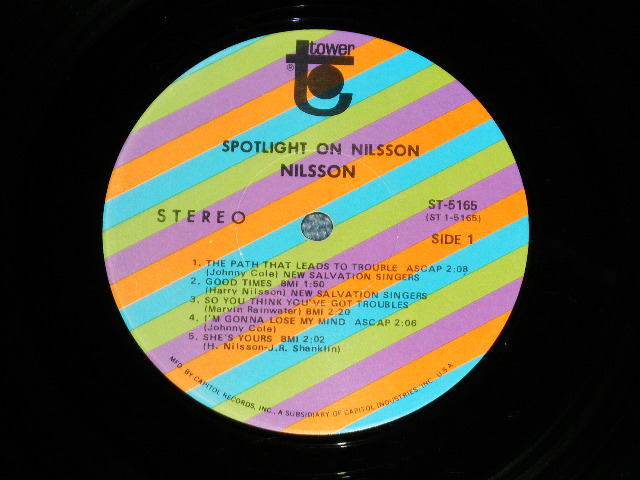 tower
®
SPOTLIGHT ON NILSSON
NILSSON
STEREO
ST-5165
(ST 1-5165)
SIDE 1
1. THE PATH THAT LEADS TO TROUBLE ASCAP 2:08
(Johnny Cole) NEW SALVATION SINGERS
2. GOOD TIMES BMI 1:50
(Harry Nilsson) NEW SALVATION SINGERS
3. SO YOU THINK YOU'VE GOT TROUBLES
(Marvin Rainwater) BMI 2:20
4. I'M GONNA LOSE MY MIND ASCAP 2:06
(Johnny Cole)
5. SHE'S YOURS BMI 2:02
(H. Nilsson-J.R. Shanklin)
MFD. BY CAPITOL RECORDS, INC., A SUBSIDIARY OF CAPITOL INDUSTRIES, INC., U.S.A.